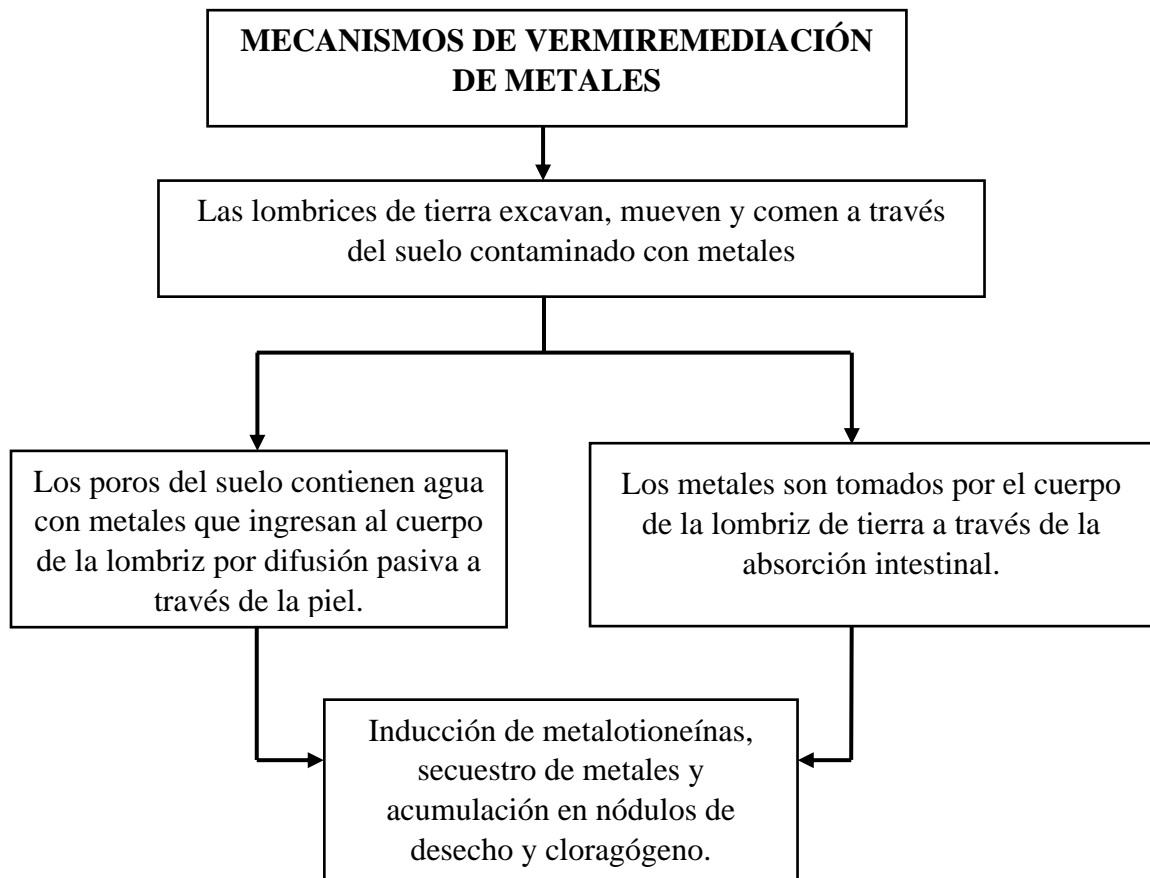 MECANISMOS DE VERMIREMEDIACIÓN
DE METALES
Las lombrices de tierra excavan, mueven y comen a través
del suelo contaminado con metales
Los poros del suelo contienen agua
con metales que ingresan al cuerpo
de la lombriz por difusión pasiva a
través de la piel.
Los metales son tomados por el cuerpo
de la lombriz de tierra a través de la
absorción intestinal.
Inducción de metalotioneínas,
secuestro de metales y
acumulación en nódulos de
desecho y cloragógeno.